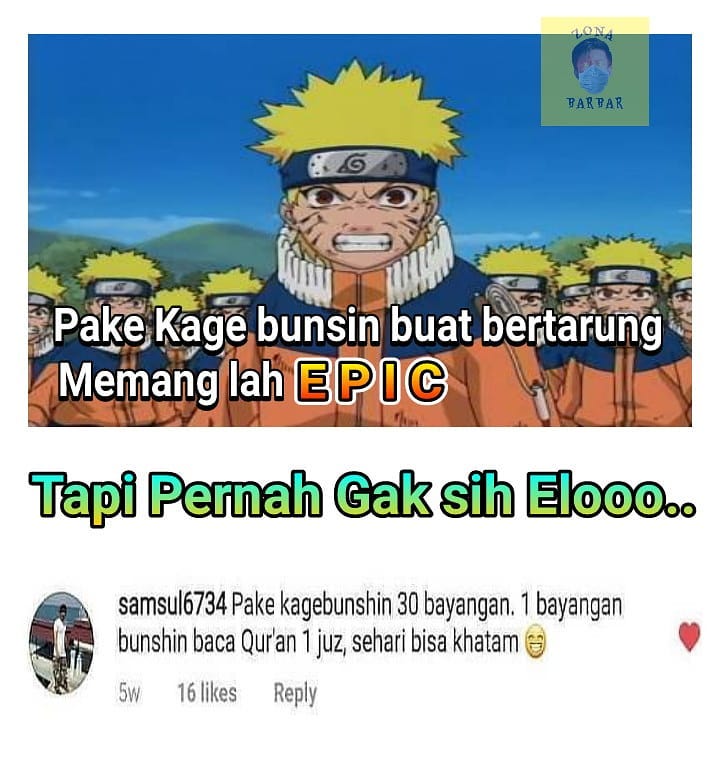 ZONA
BARBAR
Pake Kage bunsin buat bertarung
Memang lah EPIC
Tapi Pernah Gak sih Elooo..
samsul6734 Pake kagebunshin 30 bayangan. 1 bayangan
bunshin baca Qur'an 1 juz, sehari bisa khatam 😁
5w 16 likes Reply